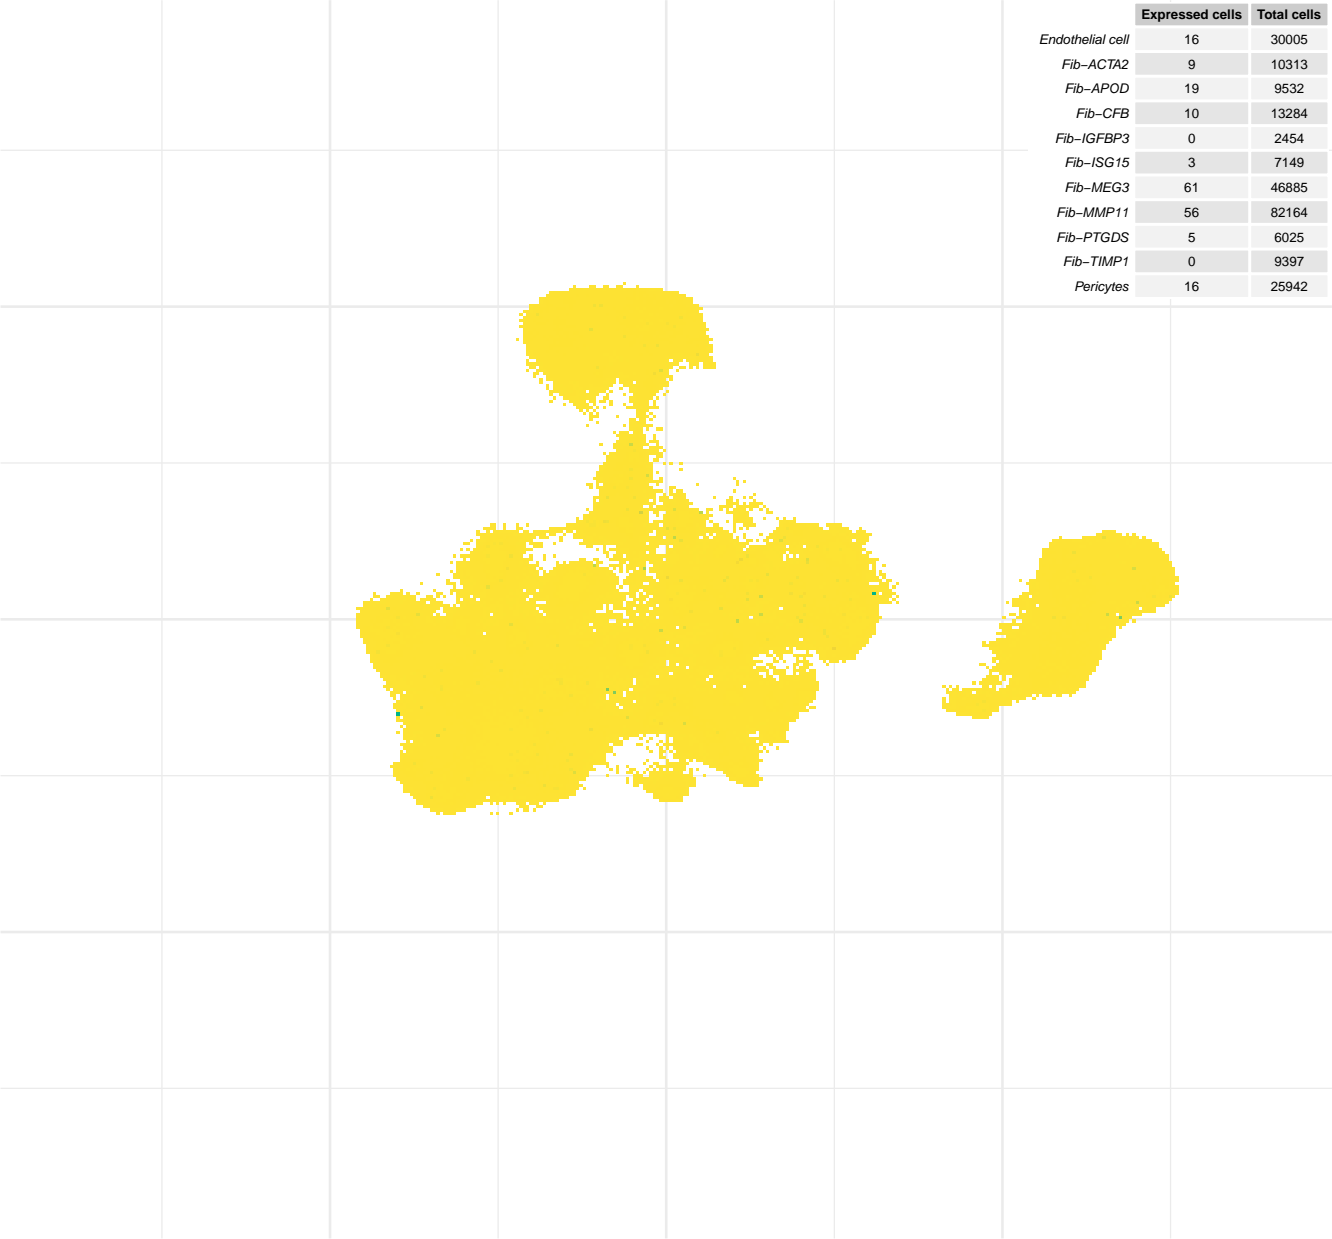 Expressed cells Total cells
Endothelial cell 16 30005
Fib−ACTA2 9 10313
Fib−APOD 19 9532
Fib−CFB 10 13284
Fib−IGFBP3 0 2454
Fib−ISG15 3 7149
Fib−MEG3 61 46885
Fib−MMP11 56 82164
Fib−PTGDS 5 6025
Fib−TIMP1 0 9397
Pericytes 16 25942